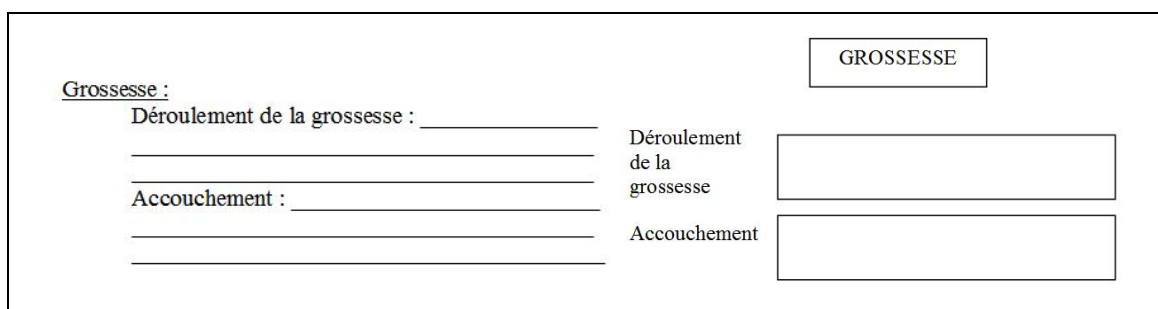 Grossesse :
Déroulement de la grossesse :
Accouchement :
GROSSESSE
Déroulement
de la
grossesse
Accouchement